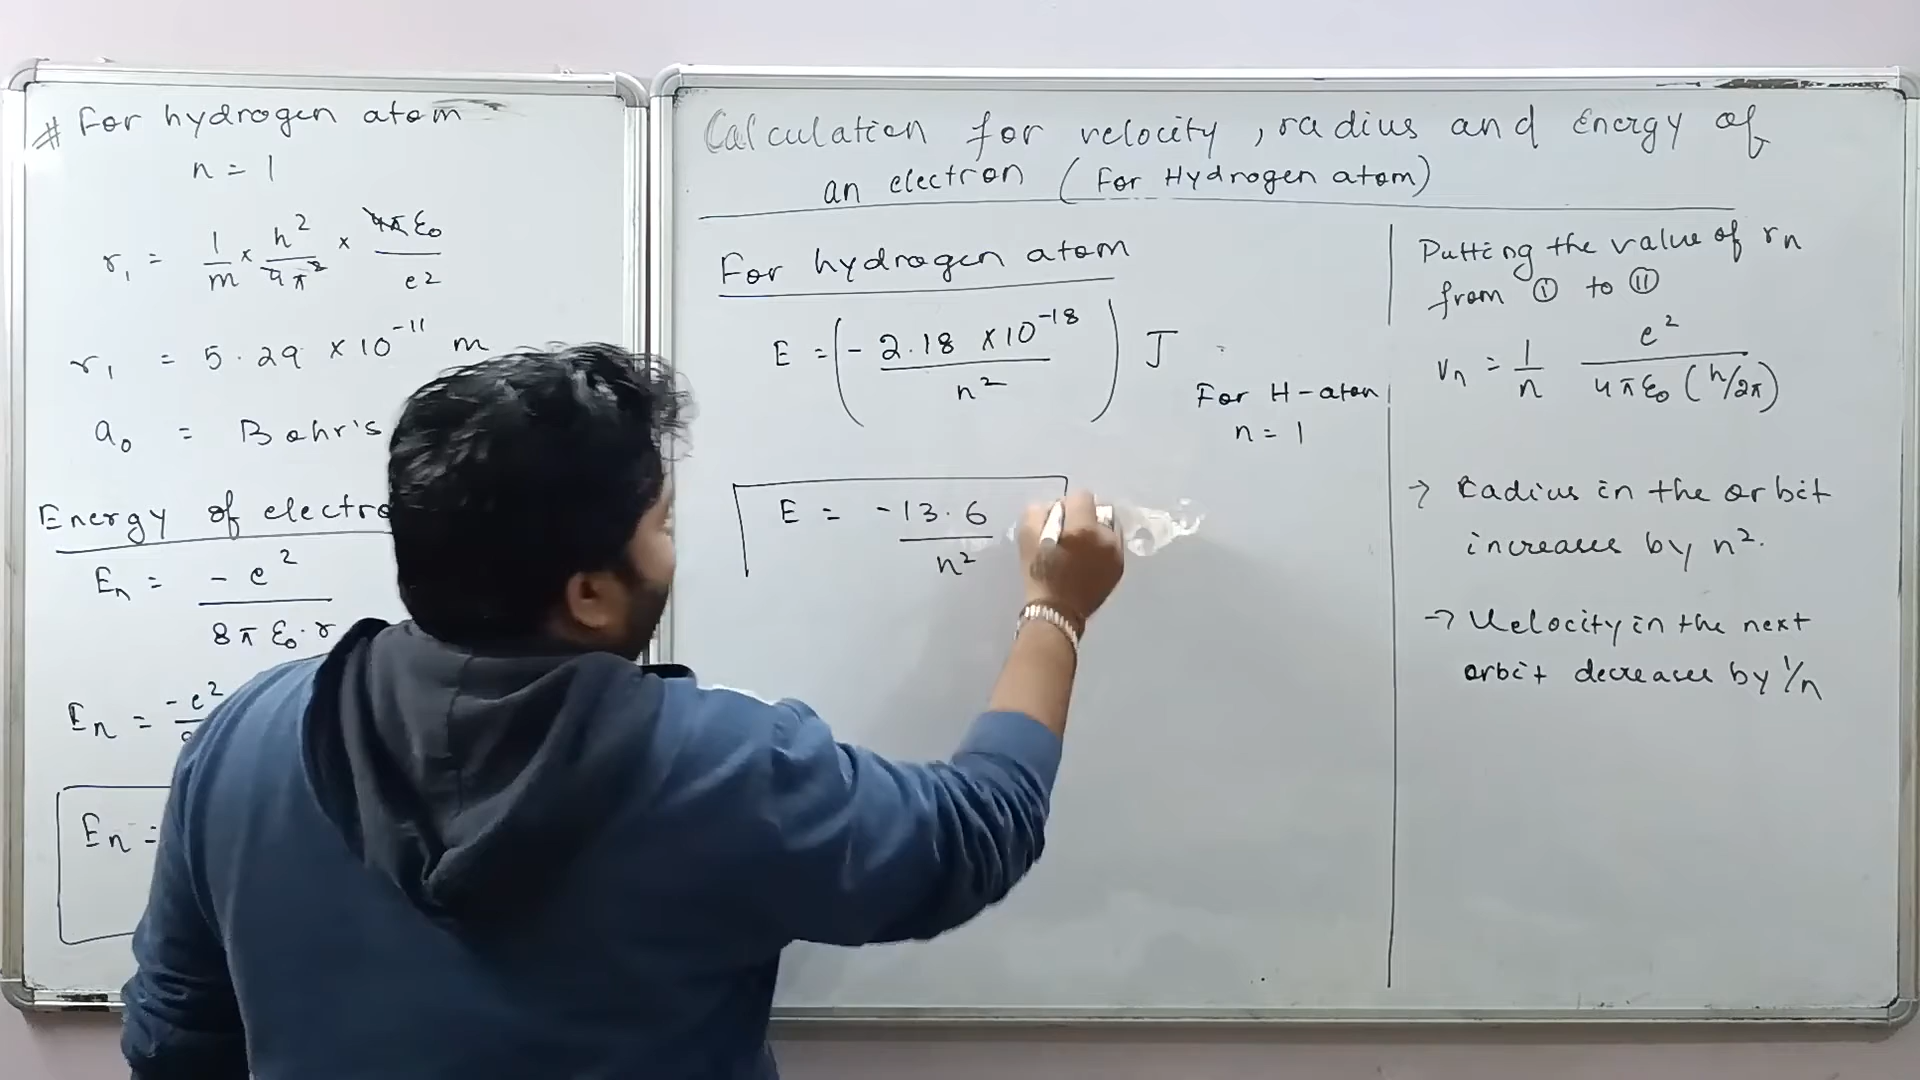 # For hydrogen atom
n = 1
r₁ = 1/m × h²/4π² × 4πε₀/e²
r₁ = 5.29 × 10⁻¹¹ m
a₀ = Bohr's
Energy of electro
Eₙ = - e²/8πε₀.r
Eₙ = -e²
Eₙ =
Calculation for velocity, radius and Energy of
an electron (For Hydrogen atom)
For hydrogen atom
E = (- 2.18 × 10⁻¹⁸/n²) J
For H-atom
n = 1
E = -13.6/n²
Putting the value of rₙ
from Ⓘ to Ⓘ Ⓘ
vₙ = 1/n e²/4πε₀(h/2π)
→ Radius in the orbit
increases by n².
→ Velocity in the next
orbit decreases by 1/n